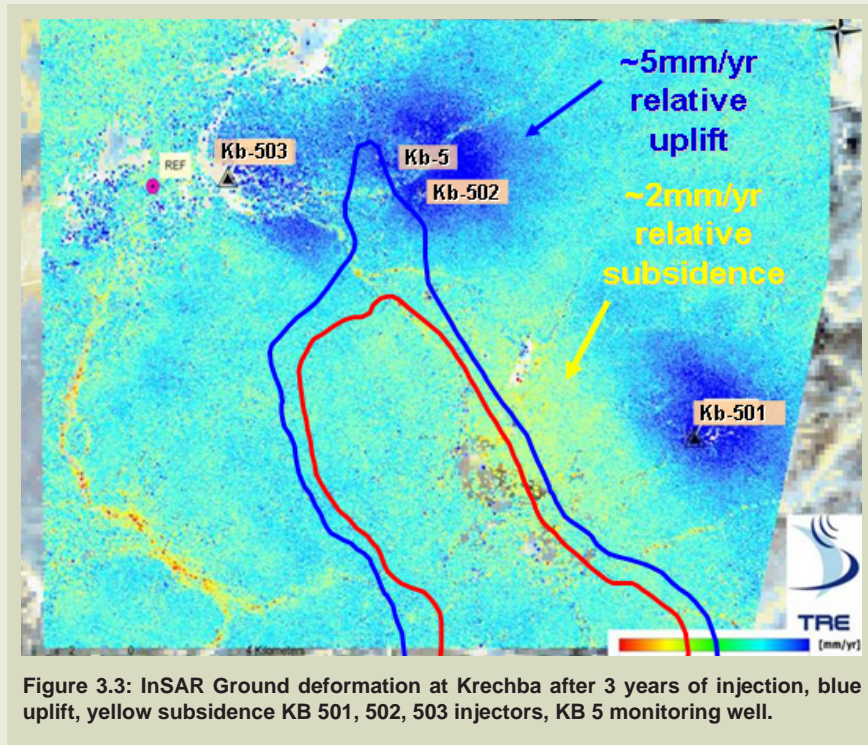 ~5mm/yr
relative
uplift
Kb-503
REF
Kb-5
Kb-502
~2mm/yr
relative
subsidence
Kb-501
TRE
[mm/yr]
2 0 4 Kilometers
Figure 3.3: InSAR Ground deformation at Krechba after 3 years of injection, blue
uplift, yellow subsidence KB 501, 502, 503 injectors, KB 5 monitoring well.